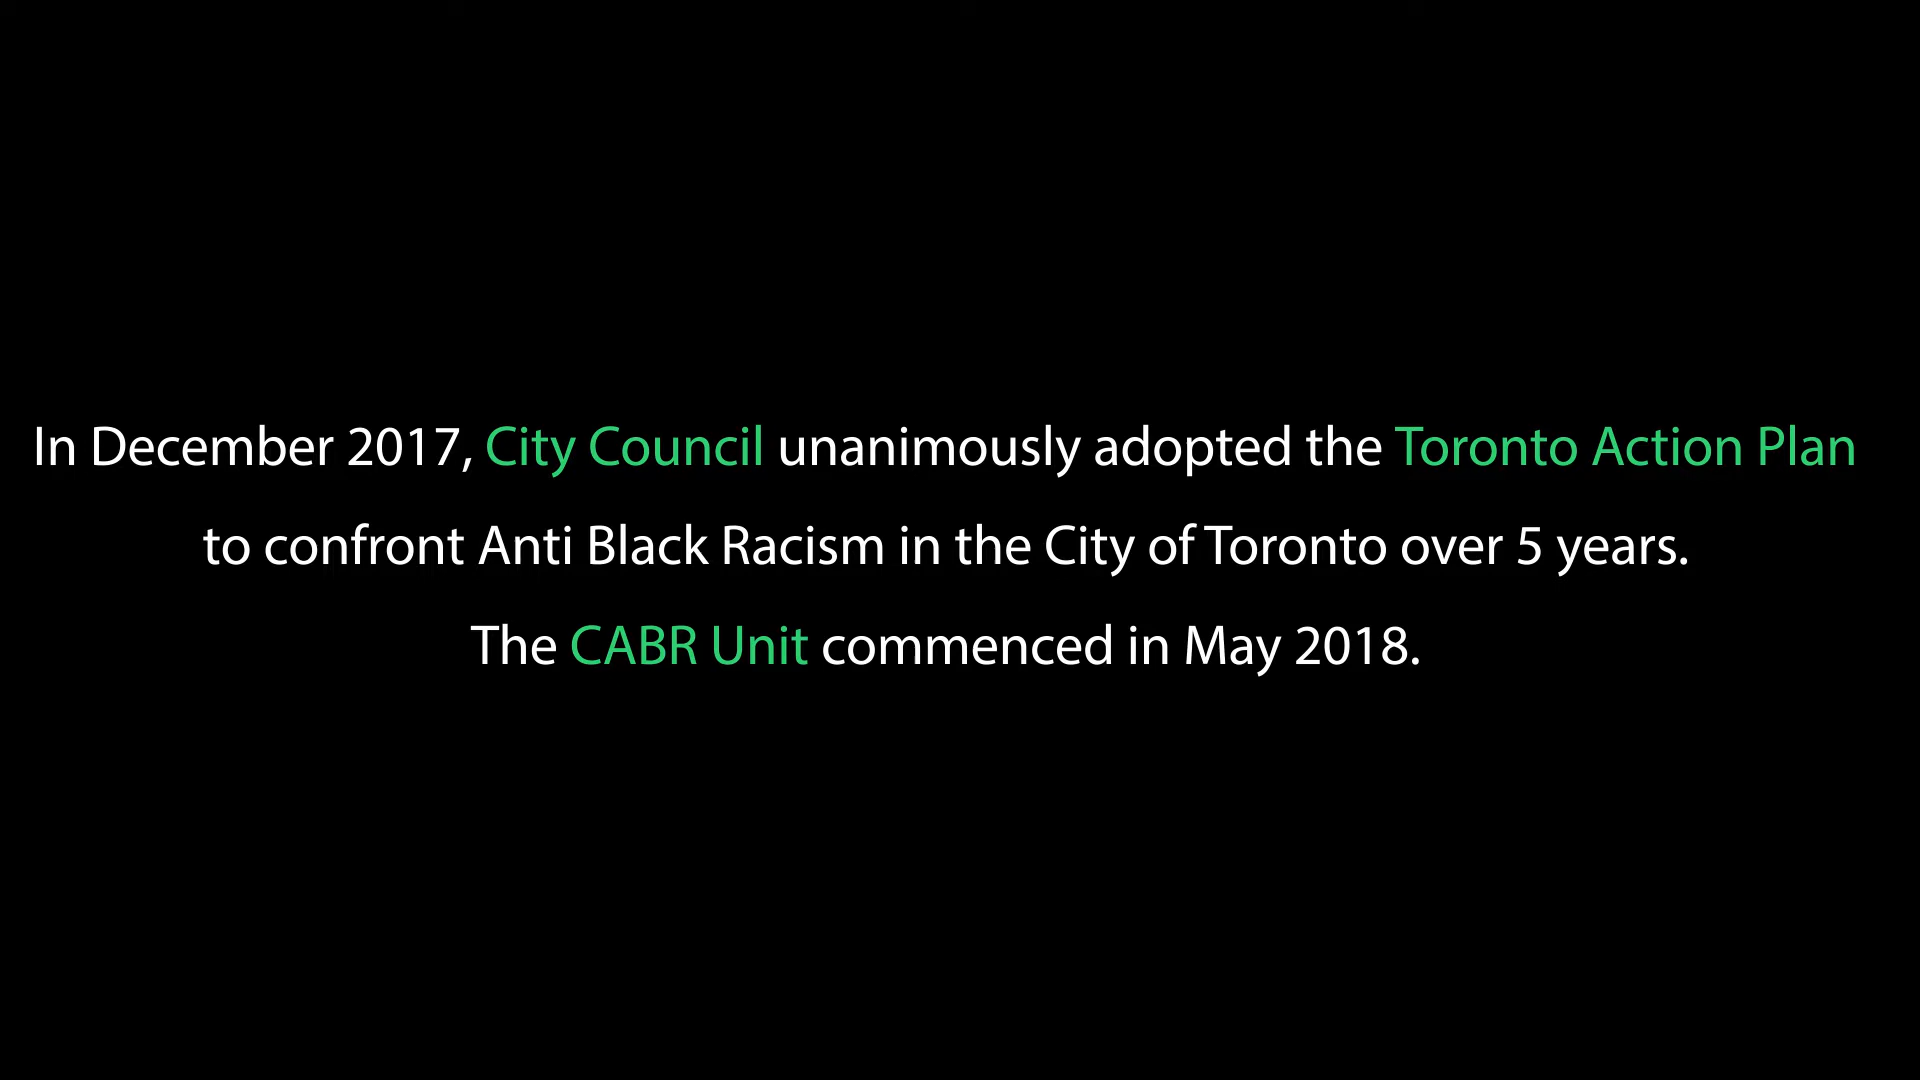 In December 2017, City Council unanimously adopted the Toronto Action Plan
to confront Anti Black Racism in the City of Toronto over 5 years.
The CABR Unit commenced in May 2018.